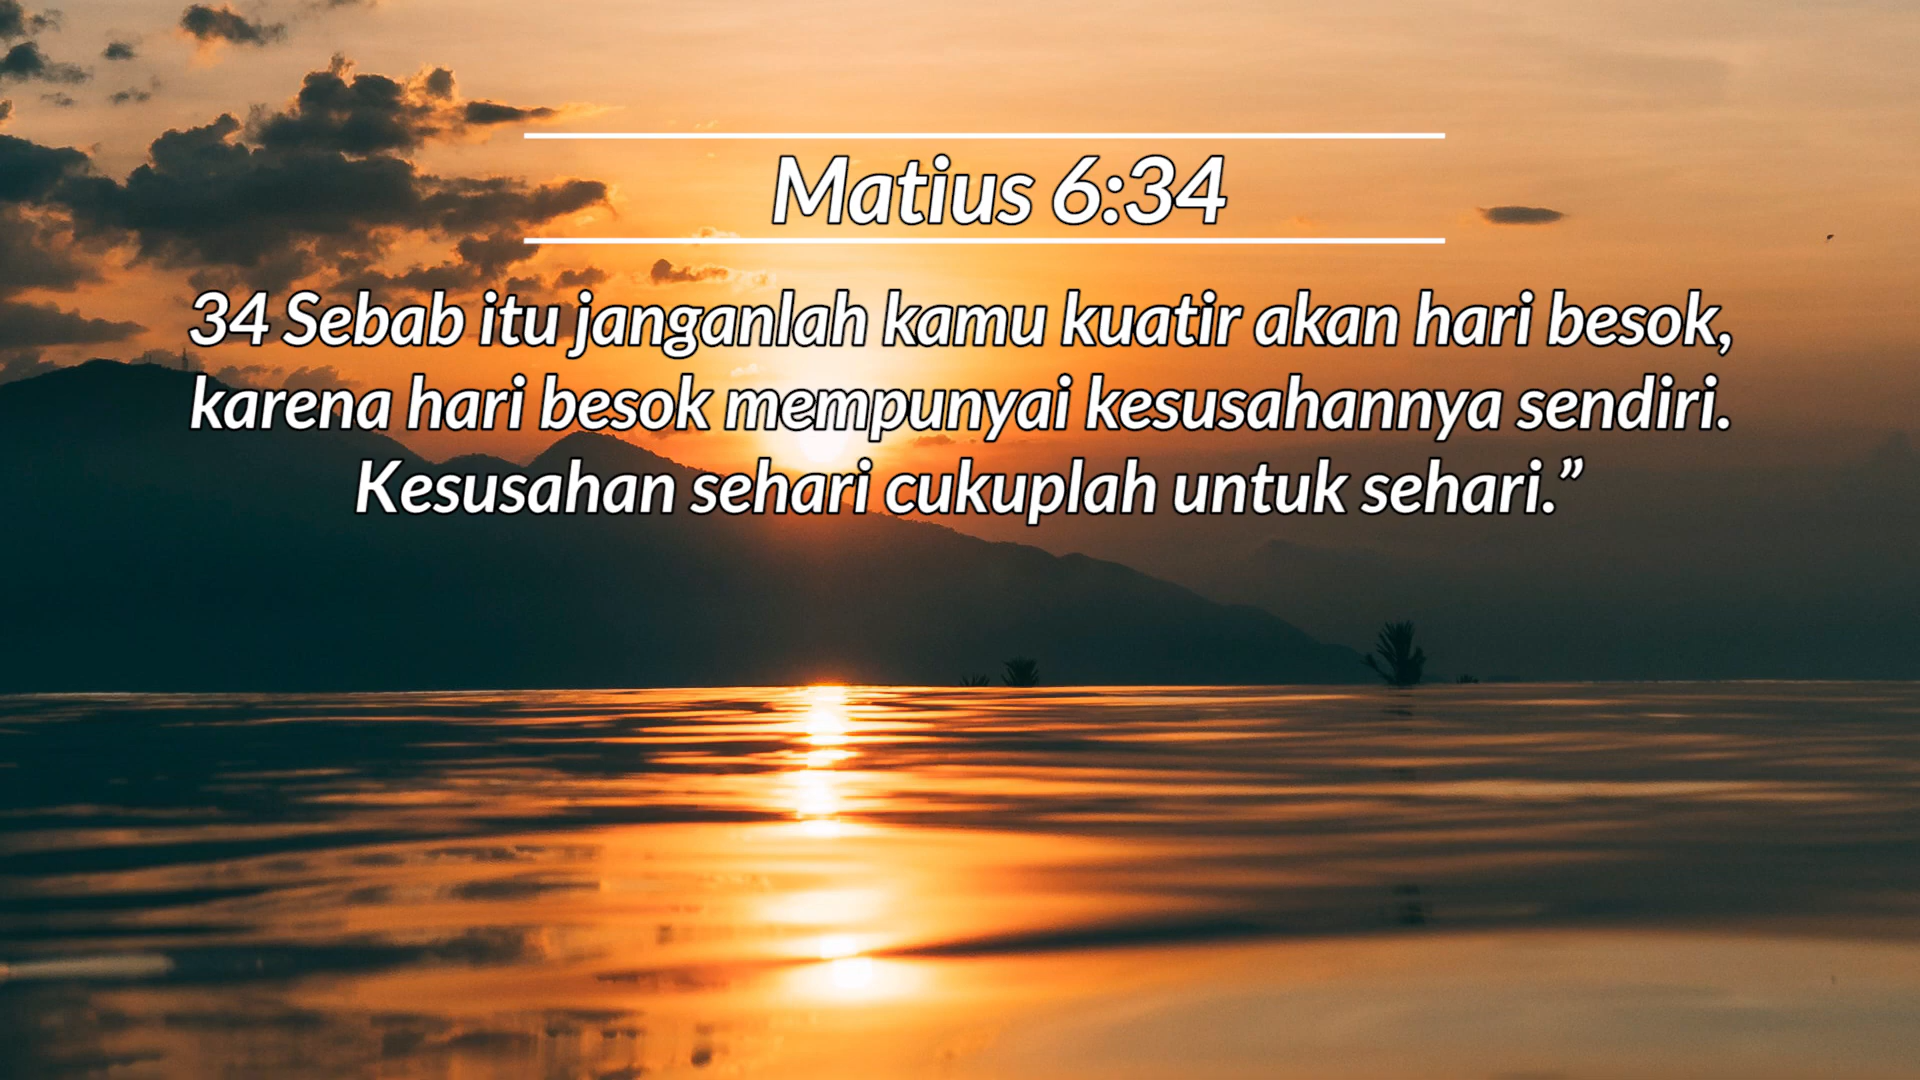 Matius 6:34
34 Sebab itu janganlah kamu kuatir akan hari besok,
karena hari besok mempunyai kesusahannya sendiri.
Kesusahan sehari cukuplah untuk sehari.”